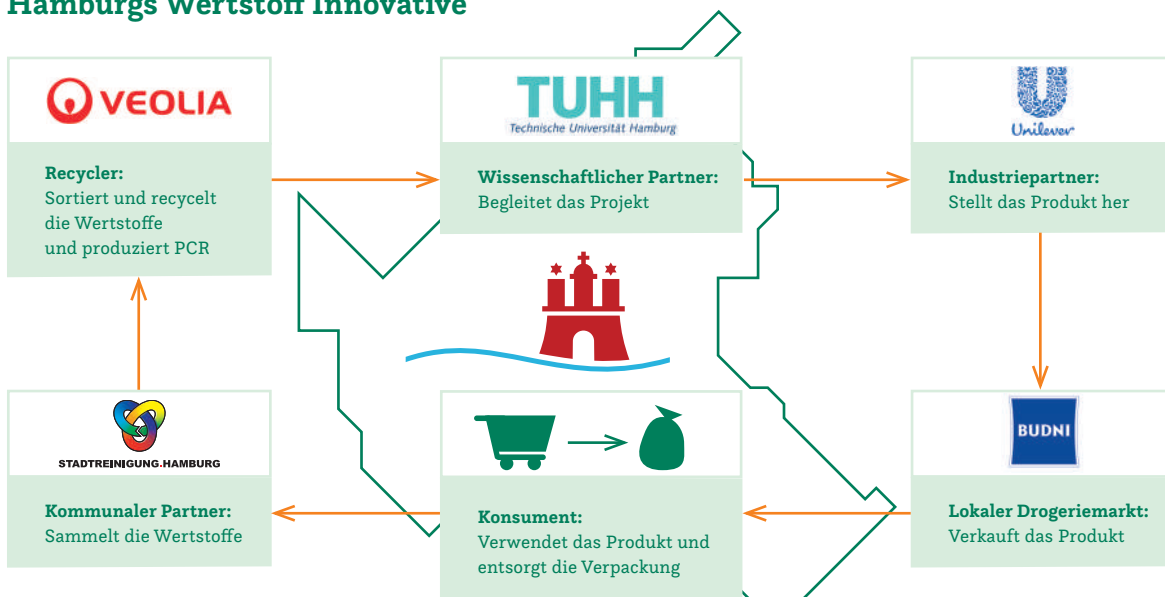 Hamburgs Wertstoff Innovative
VEOLIA
Recycler:
Sortiert und recycelt
die Wertstoffe
und produziert PCR
TUHH
Technische Universität Hamburg
Wissenschaftlicher Partner:
Begleitet das Projekt
Unilever
Industriepartner:
Stellt das Produkt her
STADTREINIGUNG.HAMBURG
Kommunaler Partner:
Sammelt die Wertstoffe
Konsument:
Verwendet das Produkt und
entsorgt die Verpackung
BUDNI
Lokaler Drogeriemarkt:
Verkauft das Produkt